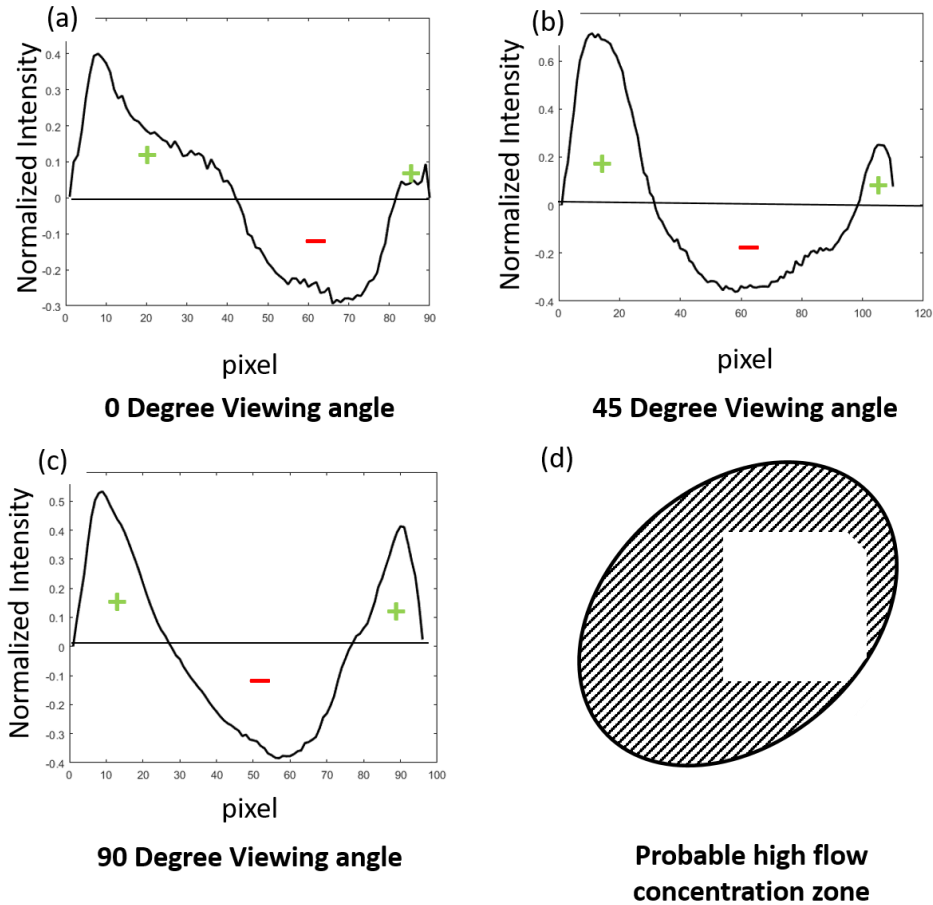 (a)
Normalized Intensity
0.4
0.3
0.2
0.1
0
-0.1
-0.2
-0.3
+
−
+
0 10 20 30 40 50 60 70 80 90
pixel
0 Degree Viewing angle
(b)
Normalized Intensity
0.6
0.4
0.2
0
-0.2
-0.4
+
−
+
0 20 40 60 80 100 120
pixel
45 Degree Viewing angle
(c)
Normalized Intensity
0.5
0.4
0.3
0.2
0.1
0
-0.1
-0.2
-0.3
-0.4
+
−
+
0 10 20 30 40 50 60 70 80 90 100
pixel
90 Degree Viewing angle
(d)
Probable high flow
concentration zone